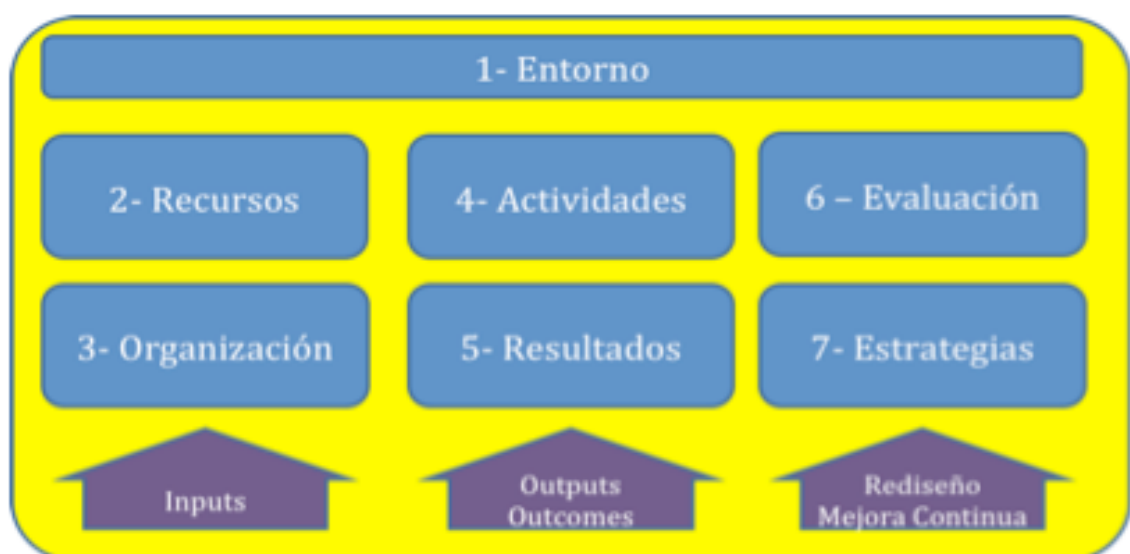 1- Entorno
2- Recursos
4- Actividades
6 – Evaluación
3- Organización
5- Resultados
7- Estrategias
Inputs
Outputs
Outcomes
Rediseño
Mejora Continua